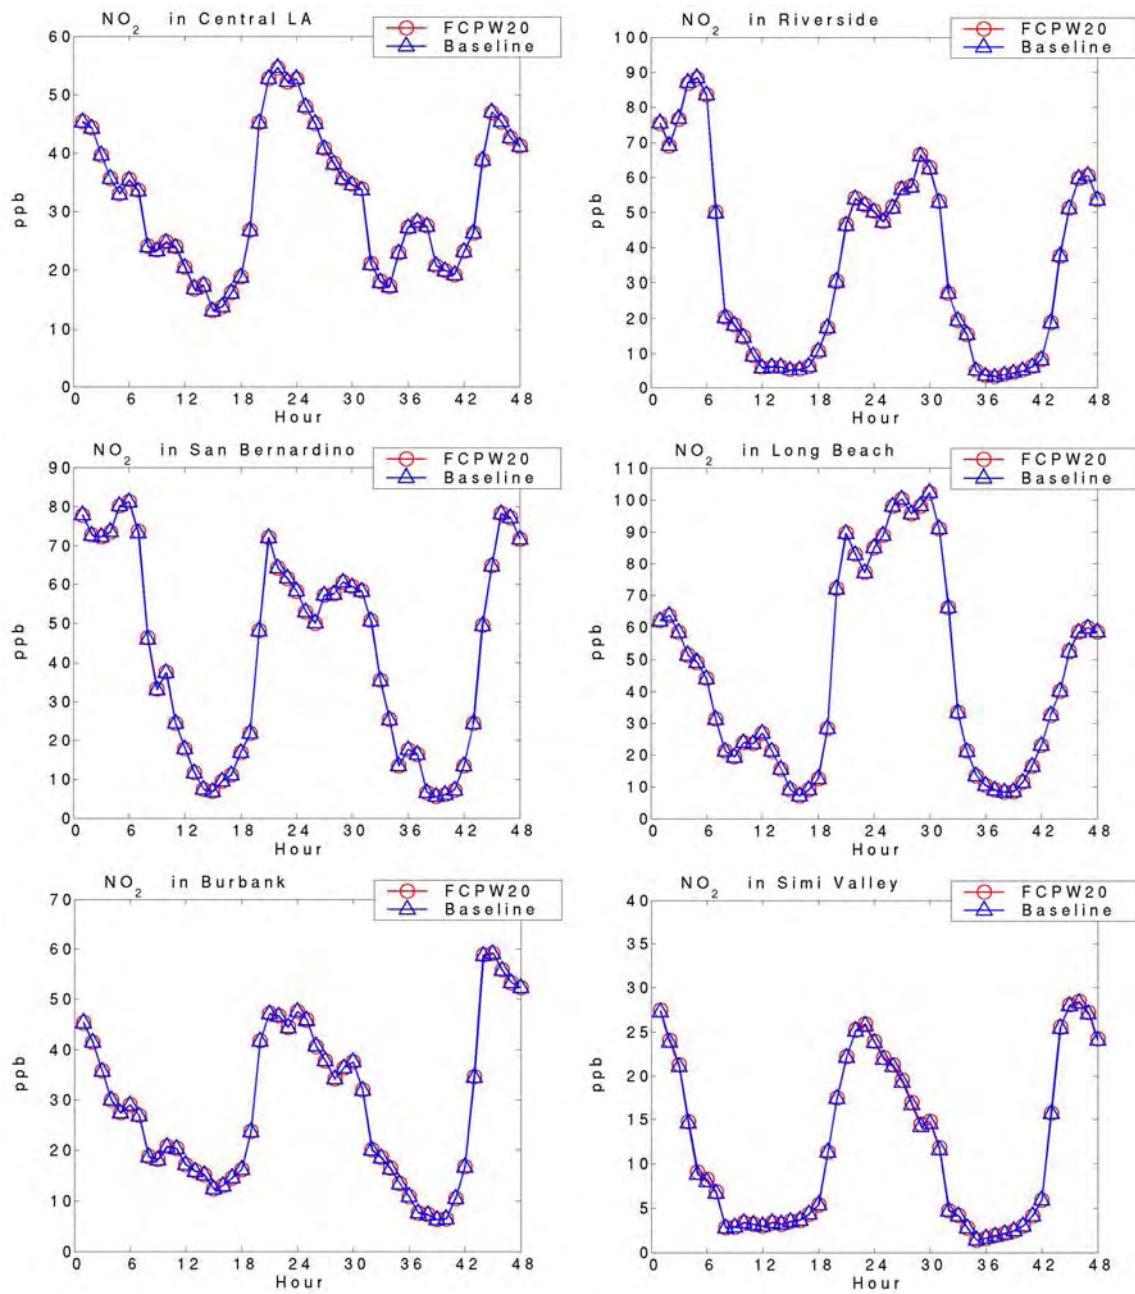 NO2 in Central LA
FCPW20
Baseline
60
50
40
30
20
10
0
ppb
0 6 12 18 24 30 36 42 48
Hour
NO2 in Riverside
FCPW20
Baseline
100
90
80
70
60
50
40
30
20
10
0
ppb
0 6 12 18 24 30 36 42 48
Hour
NO2 in San Bernardino
FCPW20
Baseline
90
80
70
60
50
40
30
20
10
0
ppb
0 6 12 18 24 30 36 42 48
Hour
NO2 in Long Beach
FCPW20
Baseline
110
100
90
80
70
60
50
40
30
20
10
0
ppb
0 6 12 18 24 30 36 42 48
Hour
NO2 in Burbank
FCPW20
Baseline
70
60
50
40
30
20
10
0
ppb
0 6 12 18 24 30 36 42 48
Hour
NO2 in Simi Valley
FCPW20
Baseline
40
35
30
25
20
15
10
5
0
ppb
0 6 12 18 24 30 36 42 48
Hour